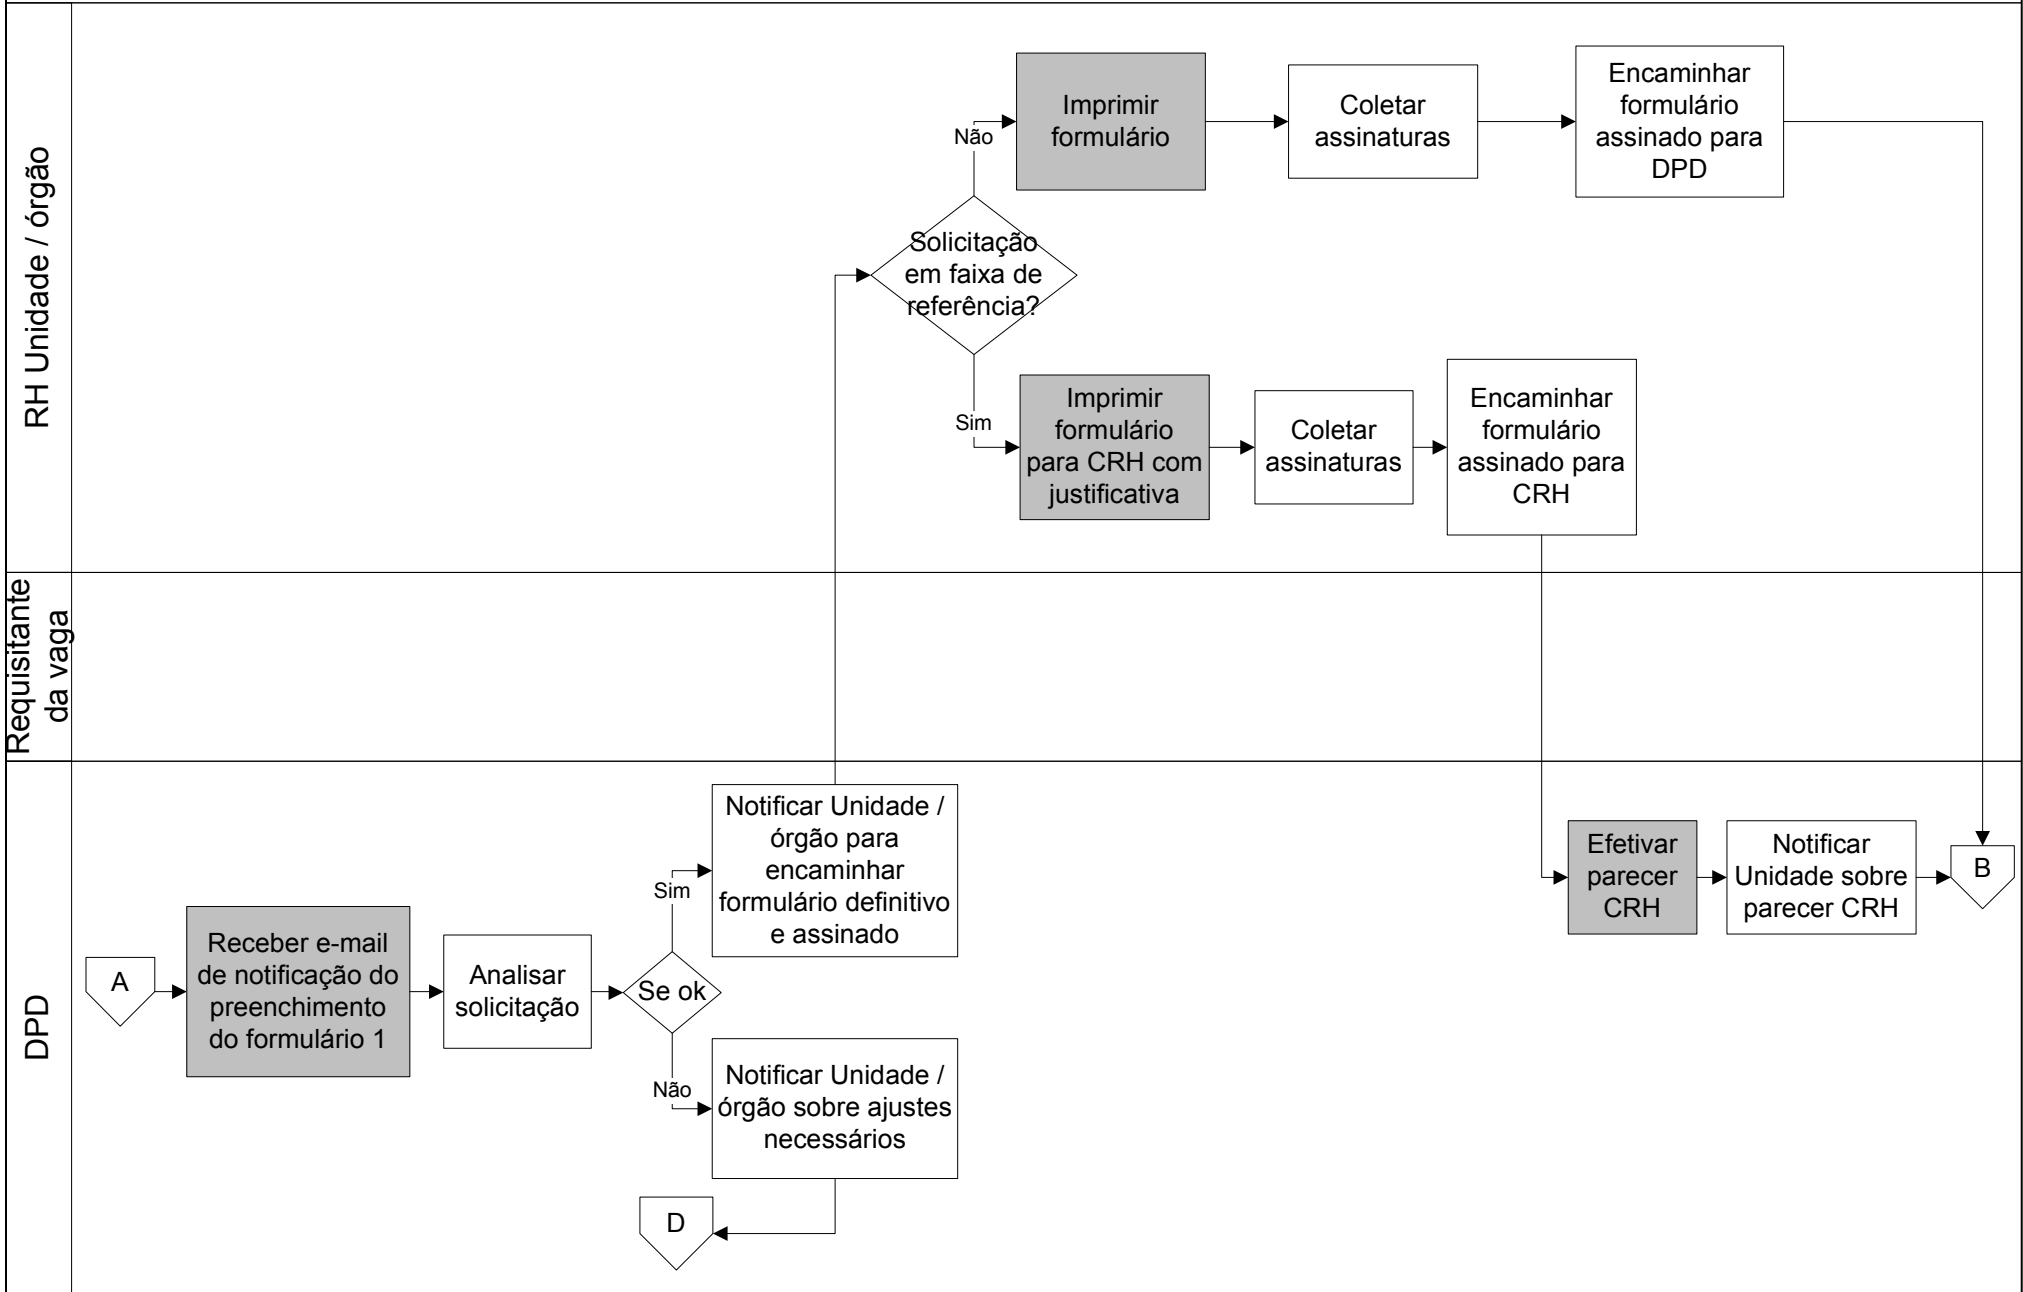 RH Unidade / órgão
Não
Imprimir
formulário
Coletar
assinaturas
Encaminhar
formulário
assinado para
DPD
Solicitação
em faixa de
referência?
Sim
Imprimir
formulário
para CRH com
justificativa
Coletar
assinaturas
Encaminhar
formulário
assinado para
CRH
Requisitante
da vaga
DPD
A
Receber e-mail
de notificação do
preenchimento
do formulário 1
Analisar
solicitação
Se ok
Sim
Notificar Unidade /
órgão para
encaminhar
formulário definitivo
e assinado
Não
Notificar Unidade /
órgão sobre ajustes
necessários
D
Efetivar
parecer
CRH
Notificar
Unidade sobre
parecer CRH
B